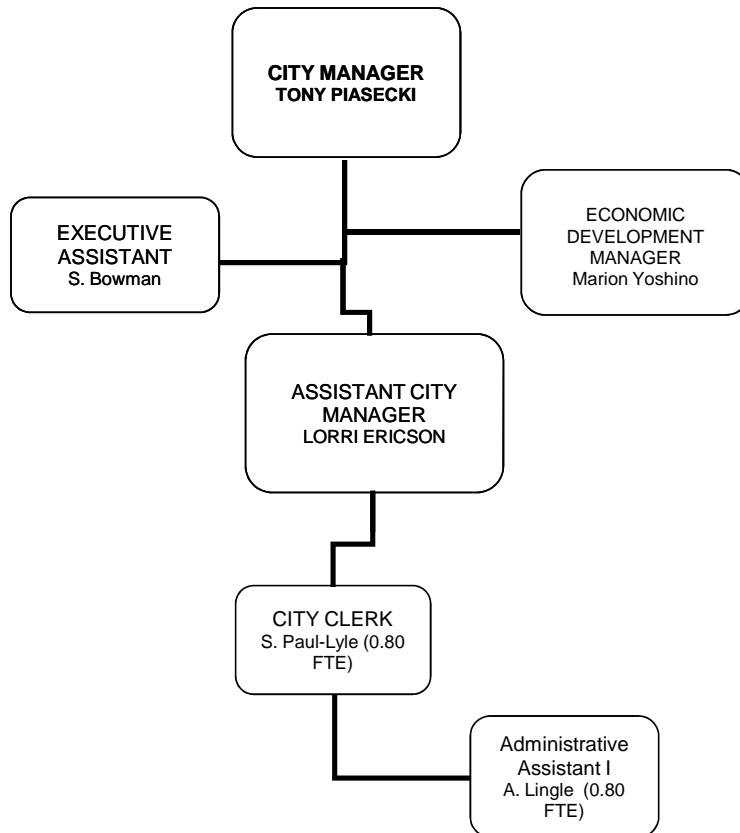 CITY MANAGER
TONY PIASECKI
EXECUTIVE
ASSISTANT
S. Bowman
ECONOMIC
DEVELOPMENT
MANAGER
Marion Yoshino
ASSISTANT CITY
MANAGER
LORRI ERICSON
CITY CLERK
S. Paul-Lyle (0.80
FTE)
Administrative
Assistant I
A. Lingle (0.80
FTE)